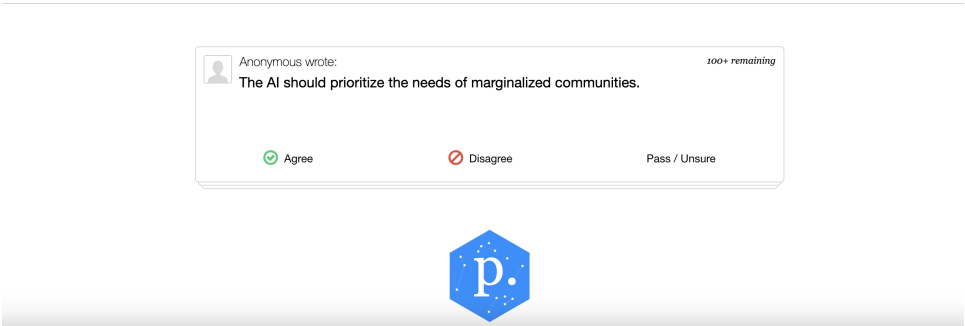 Anonymous wrote:
100+ remaining
The AI should prioritize the needs of marginalized communities.
Agree
Disagree
Pass / Unsure
p.